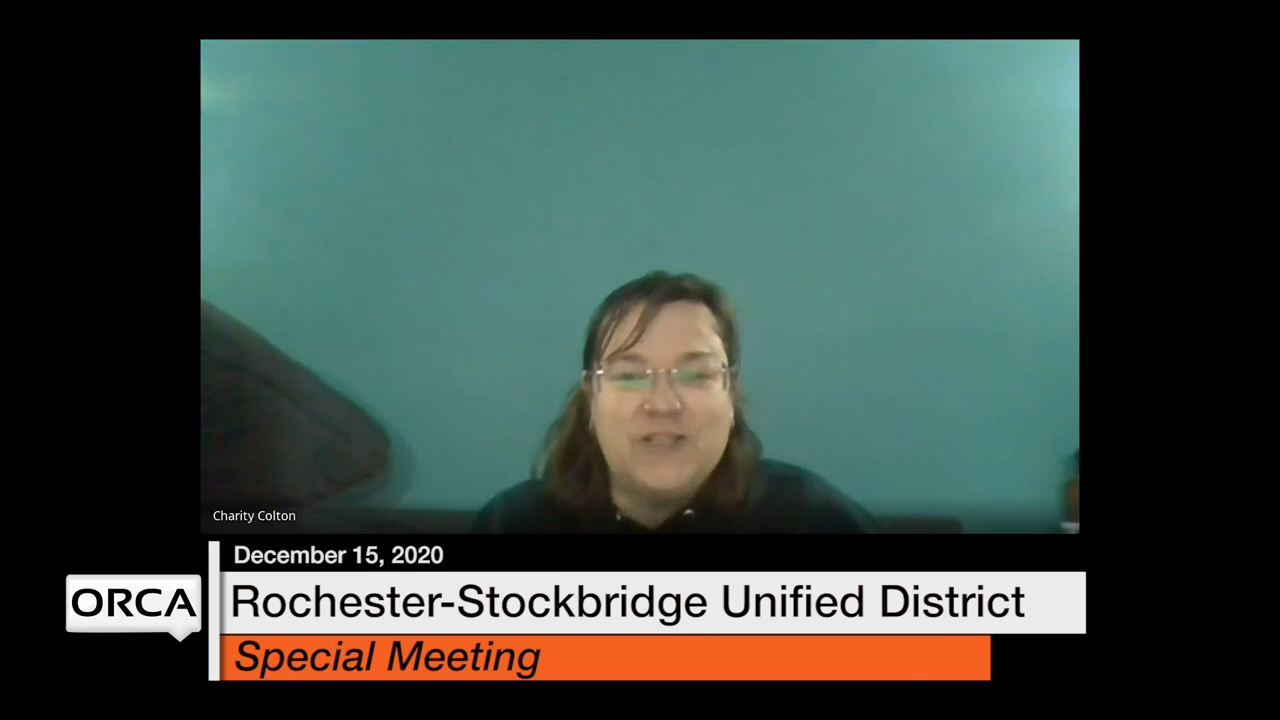 Charity Colton
December 15, 2020
ORCA
Rochester-Stockbridge Unified District
Special Meeting